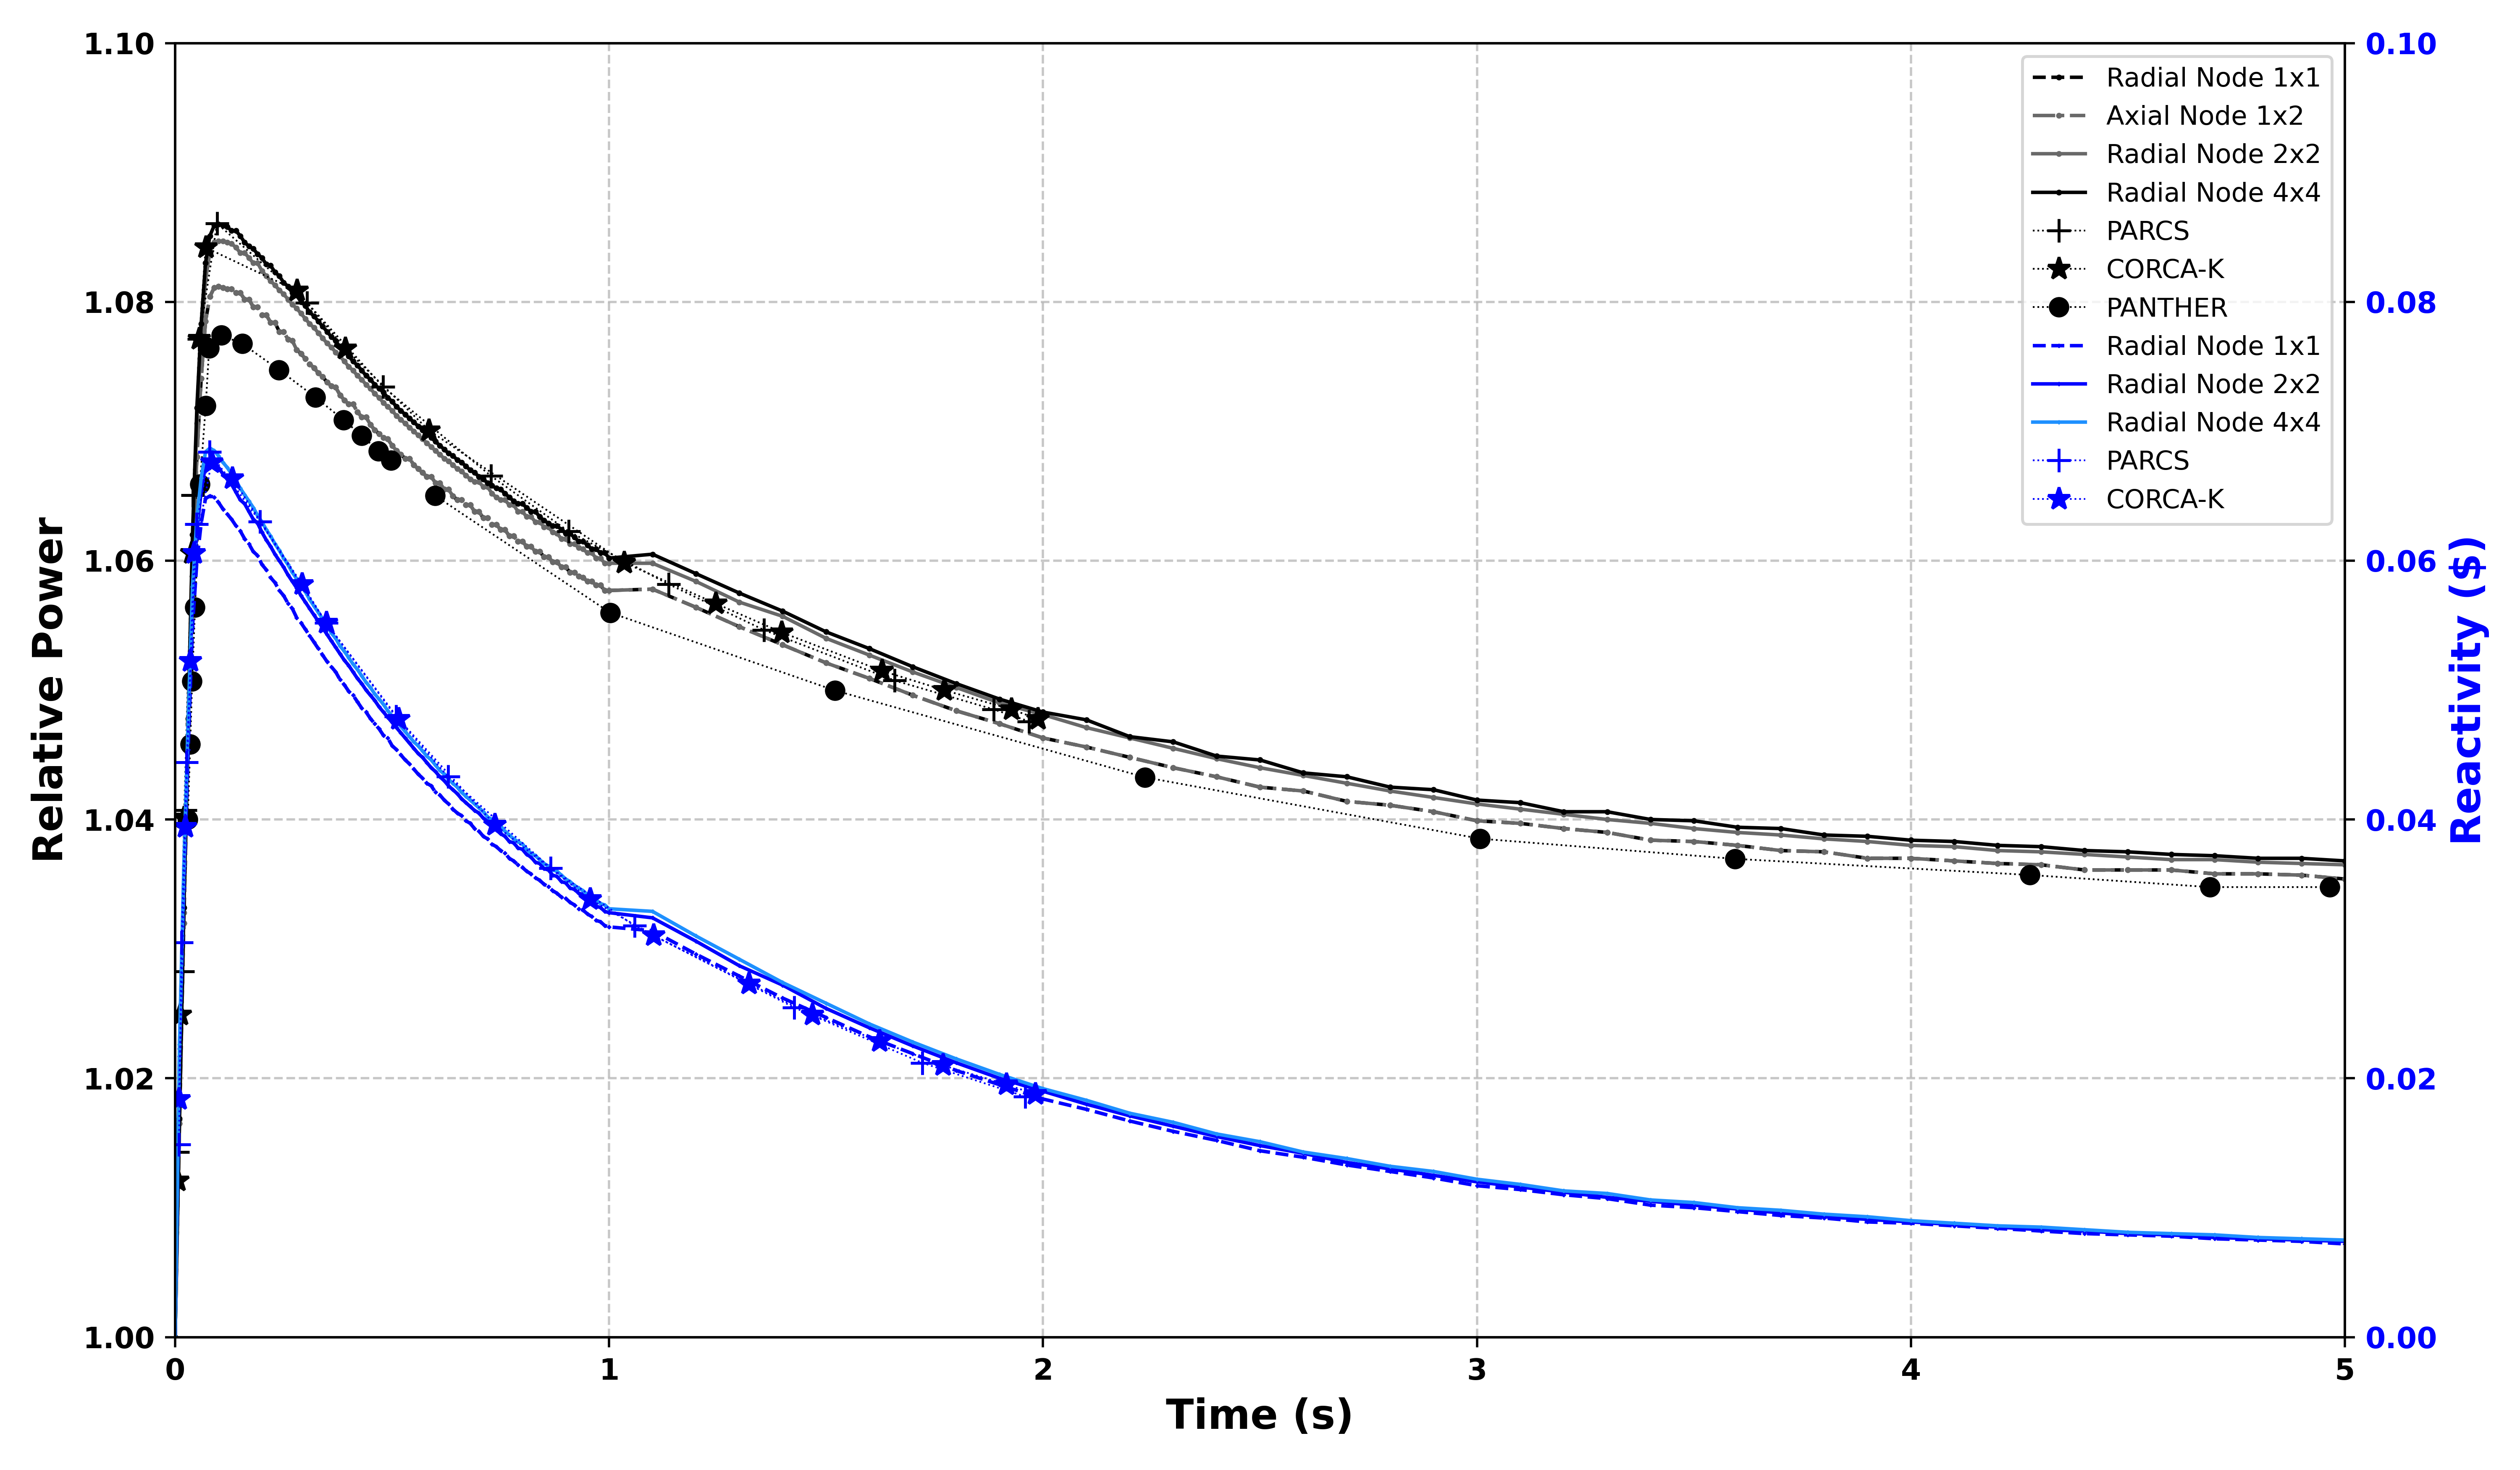 1.10
1.08
1.06
1.04
1.02
1.00
Relative Power
0
1
2
3
4
5
Time (s)
0.10
0.08
0.06
0.04
0.02
0.00
Reactivity ($)
Radial Node 1x1
Axial Node 1x2
Radial Node 2x2
Radial Node 4x4
PARCS
CORCA-K
PANTHER
Radial Node 1x1
Radial Node 2x2
Radial Node 4x4
PARCS
CORCA-K